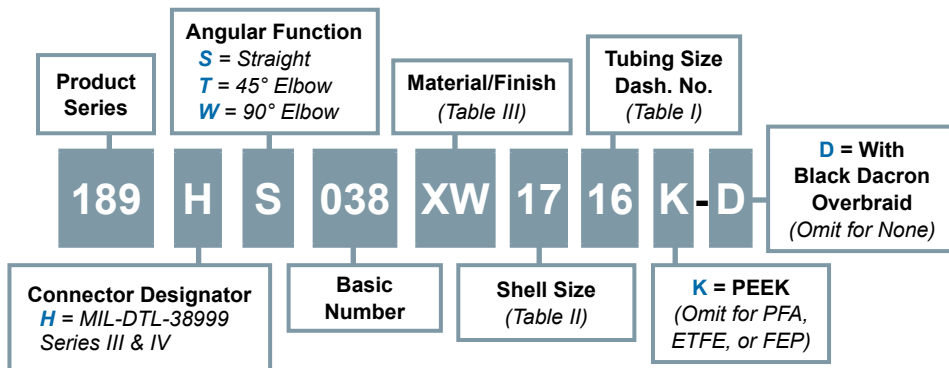 Product
Series
Angular Function
S = Straight
T = 45° Elbow
W = 90° Elbow
Material/Finish
(Table III)
Tubing Size
Dash. No.
(Table I)
D = With
Black Dacron
Overbraid
(Omit for None)
189 H S 038 XW 17 16 K - D
Connector Designator
H = MIL-DTL-38999
Series III & IV
Basic
Number
Shell Size
(Table II)
K = PEEK
(Omit for PFA,
ETFE, or FEP)